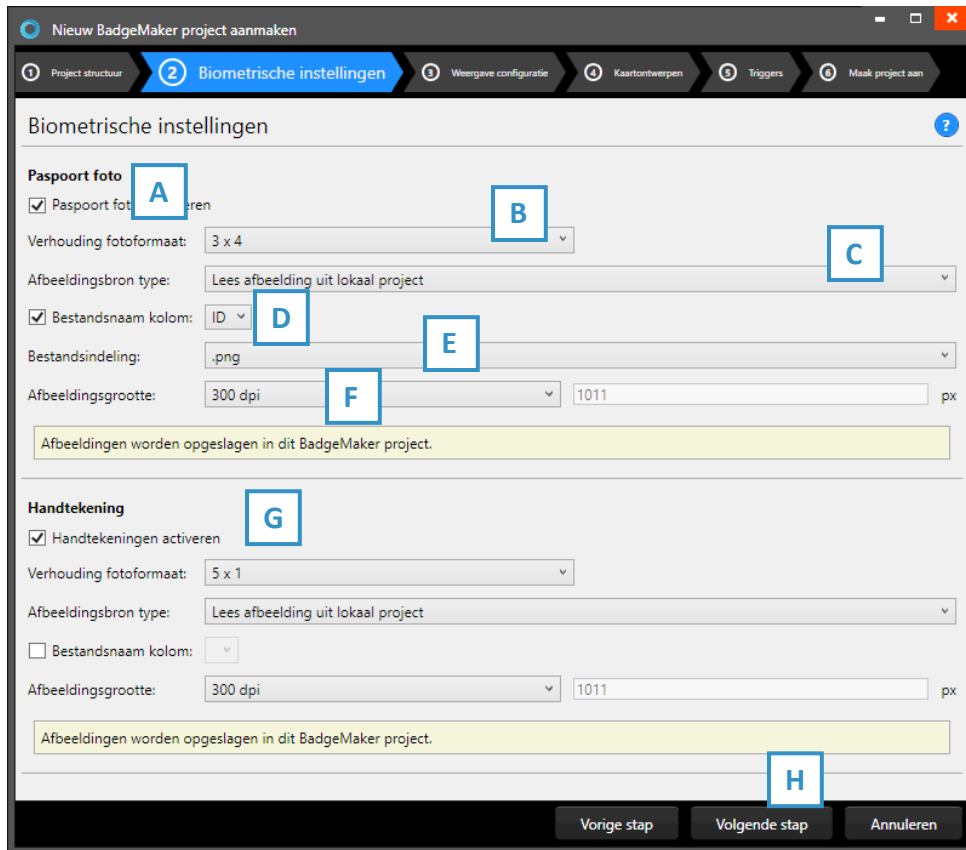 Nieuw BadgeMaker project aanmaken
1 Project structuur 2 Biometrische instellingen 3 Weergave configuratie 4 Kaartontwerpen 5 Triggers 6 Maak project aan
Biometrische instellingen ?
Paspoort foto
A
Paspoort fot eren
B
Verhouding fotoformaat: 3 x 4
C
Afbeeldingsbron type: Lees afbeelding uit lokaal project
Bestandsnaam kolom: ID D
E
Bestandsindeling: .png
Afbeeldingsgrootte: 300 dpi F 1011 px
Afbeeldingen worden opgeslagen in dit BadgeMaker project.
Handtekening
G
Handtekeningen activeren
Verhouding fotoformaat: 5 x 1
Afbeeldingsbron type: Lees afbeelding uit lokaal project
Bestandsnaam kolom:
Afbeeldingsgrootte: 300 dpi 1011 px
Afbeeldingen worden opgeslagen in dit BadgeMaker project.
H
Vorige stap Volgende stap Annuleren